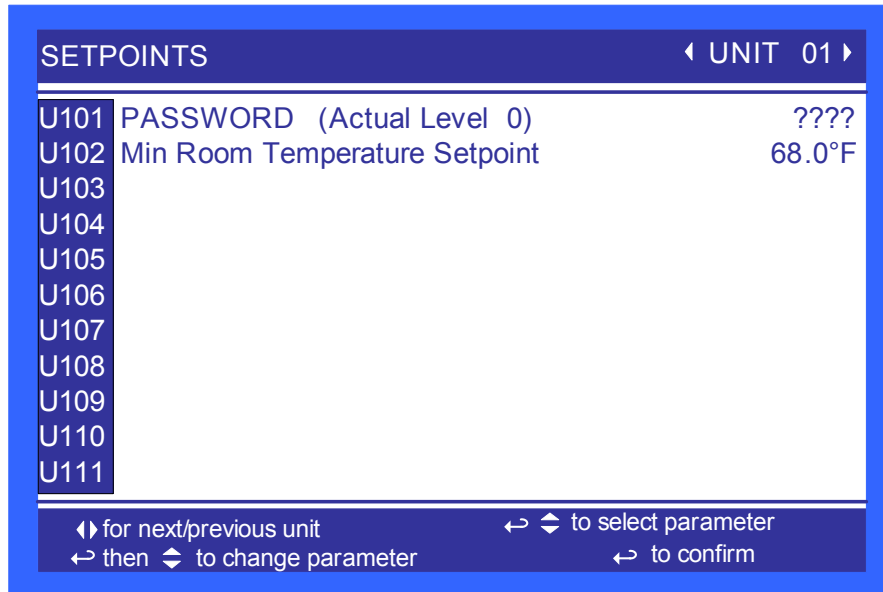 SETPOINTS UNIT 01
U101 PASSWORD (Actual Level 0) ????
U102 Min Room Temperature Setpoint 68.0°F
U103
U104
U105
U106
U107
U108
U109
U110
U111
for next/previous unit ↵ to select parameter
↵ then to change parameter ↵ to confirm